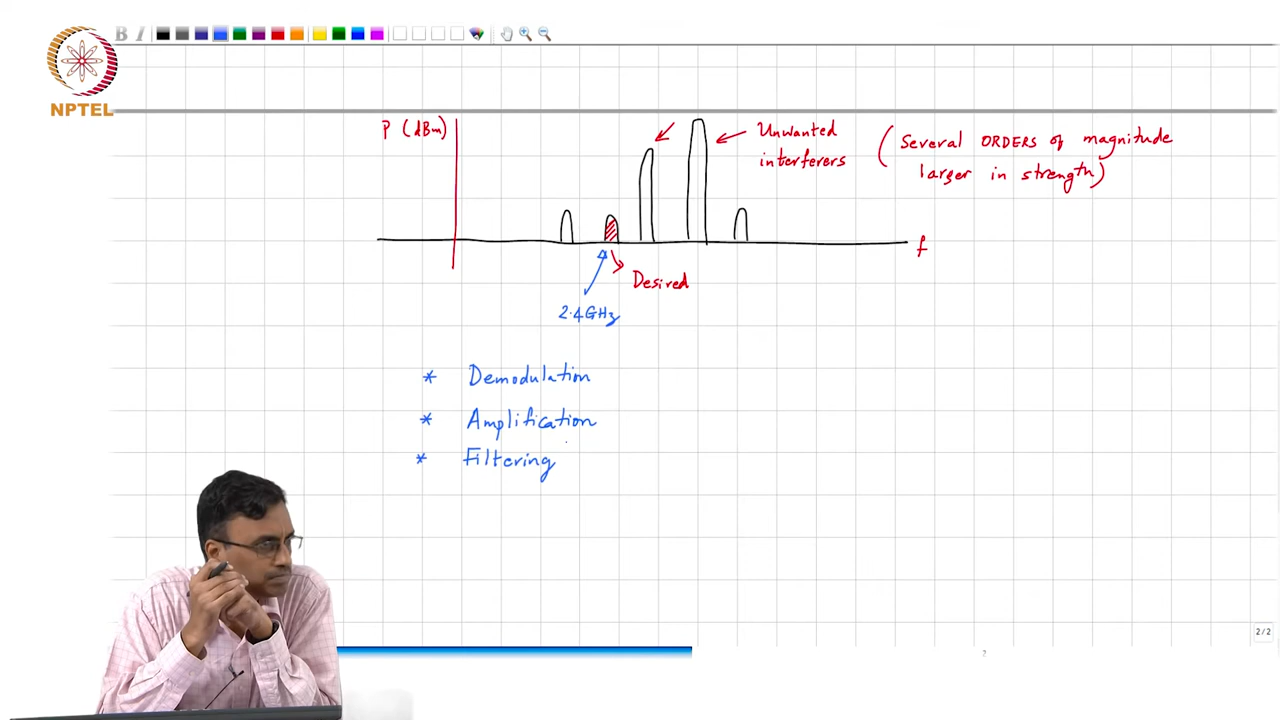 B I
NPTEL
P (dBm)
Unwanted
interferers
(Several ORDERS of magnitude
larger in strength)
f
Desired
2.4GHz
* Demodulation
* Amplification
* Filtering
2/2
2